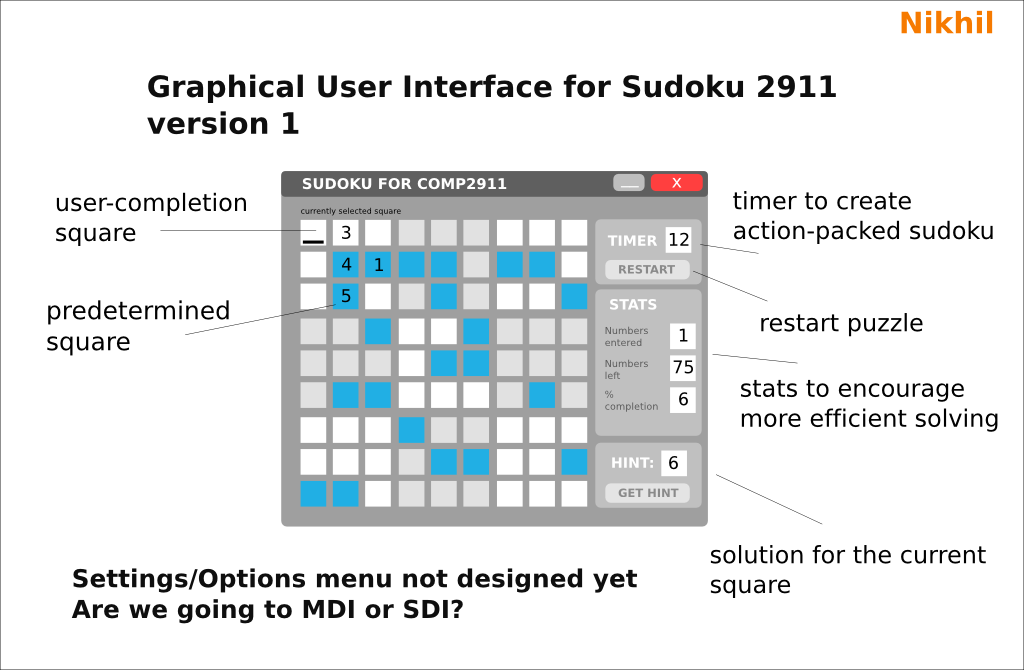 Nikhil
Graphical User Interface for Sudoku 2911
version 1
SUDOKU FOR COMP2911
X
currently selected square
user-completion
square
predetermined
square
3
4 1
5
TIMER 12
RESTART
STATS
Numbers
entered
1
Numbers
left
75
%
completion
6
HINT: 6
GET HINT
timer to create
action-packed sudoku
restart puzzle
stats to encourage
more efficient solving
solution for the current
square
Settings/Options menu not designed yet
Are we going to MDI or SDI?